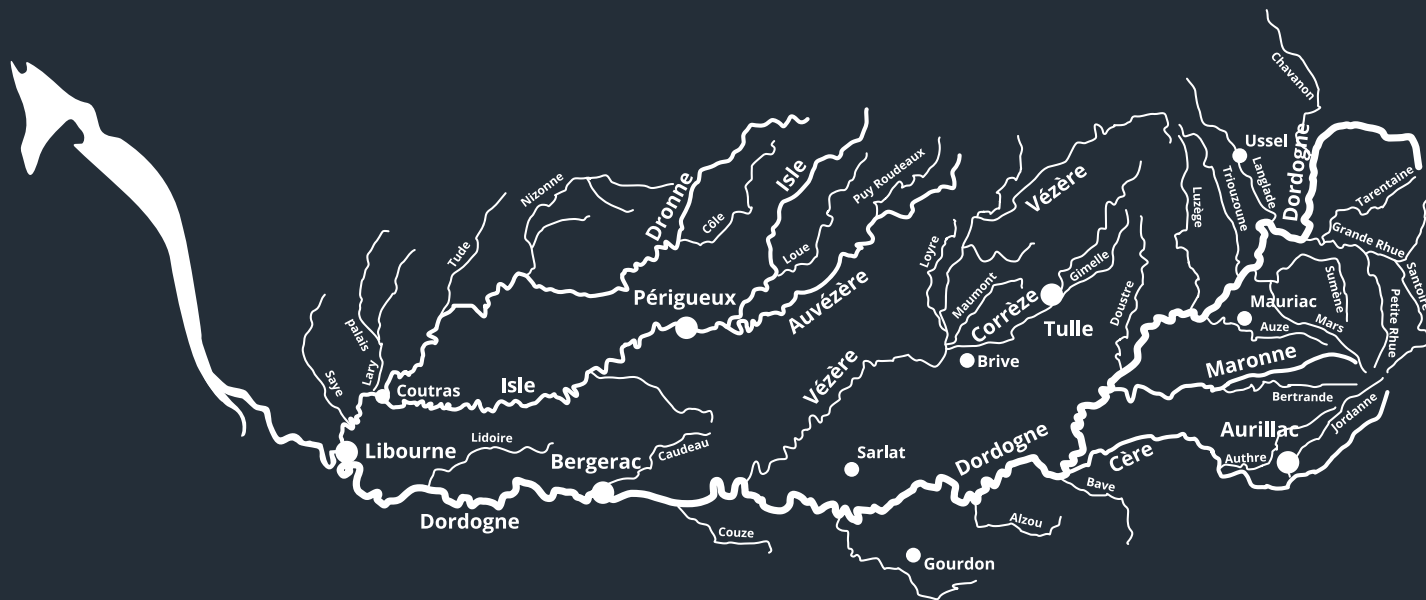 Chavanon
Ussel
Dordogne
Langlade
Triouzoune
Luzège
Tarentaine
Grande Rhue
Santoire
Sumène
Petite Rhue
Mars
Mauriac
Auze
Maronne
Bertrande
Jordanne
Aurillac
Authre
Cère
Bave
Alzou
Dordogne
Doustre
Gimelle
Tulle
Corrèze
Vézère
Maumont
Loyre
Brive
Vézère
Sarlat
Gourdon
Couze
Puy Roudeaux
Isle
Loue
Auvézère
Côle
Dronne
Périgueux
Nizonne
Tude
Isle
Coutras
palais
Lary
Saye
Libourne
Lidoire
Bergerac
Caudeau
Dordogne